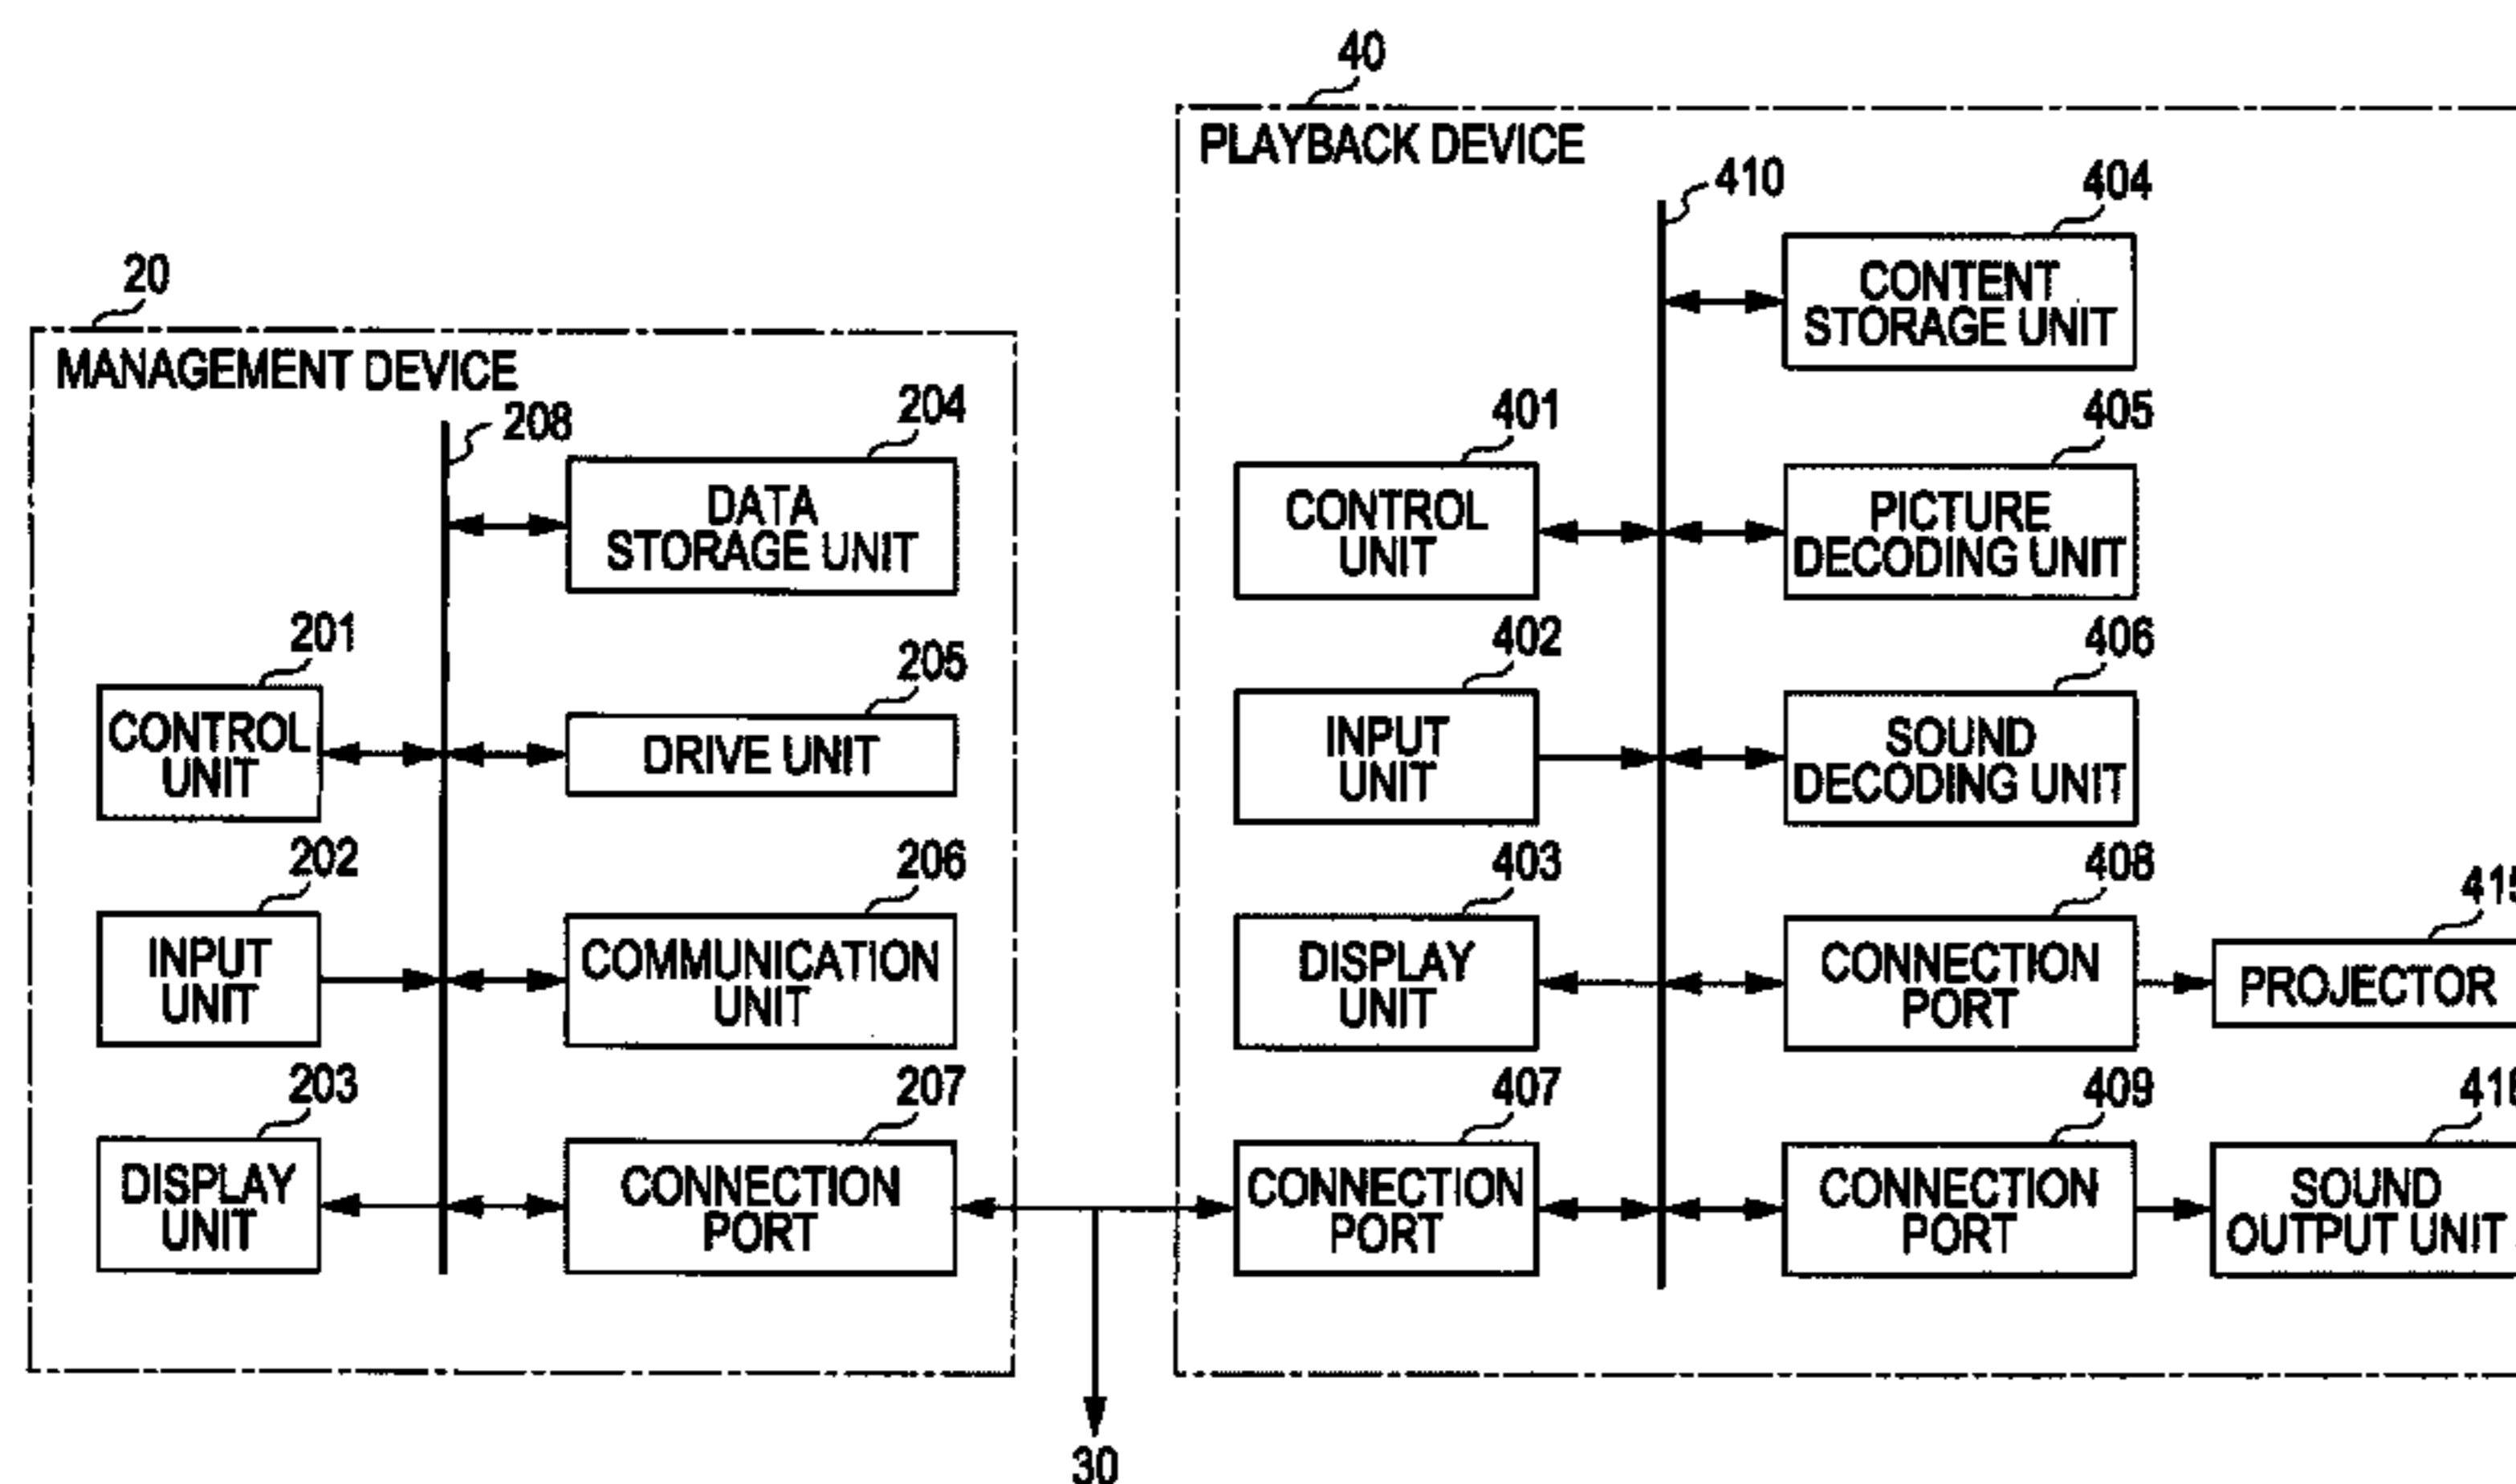 40
PLAYBACK DEVICE
410
404
CONTENT
STORAGE UNIT
20
MANAGEMENT DEVICE
208
204
DATA
STORAGE UNIT
401
CONTROL
UNIT
405
PICTURE
DECODING UNIT
201
CONTROL
UNIT
205
DRIVE UNIT
402
INPUT
UNIT
406
SOUND
DECODING UNIT
202
INPUT
UNIT
206
COMMUNICATION
UNIT
403
DISPLAY
UNIT
408
CONNECTION
PORT
415
PROJECTOR
203
DISPLAY
UNIT
207
CONNECTION
PORT
407
CONNECTION
PORT
409
CONNECTION
PORT
SOUND
OUTPUT UNIT
30